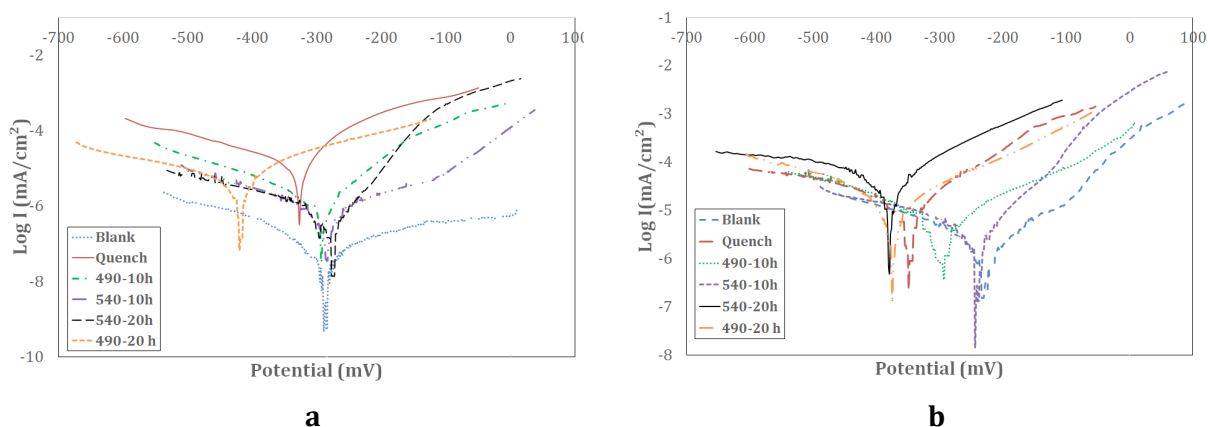 -700 -600 -500 -400 -300 -200 -100 0 100
-2
-4
-6
-8
-10
Log I (mA/cm²)
Blank
Quench
490-10h
540-10h
540-20h
490-20 h
Potential (mV)
a
-700 -600 -500 -400 -300 -200 -100 0 100
-1
-2
-3
-4
-5
-6
-7
-8
Log I(mA/cm²)
Blank
Quench
490-10h
540-10h
540-20h
490-20 h
Potential (mV)
b